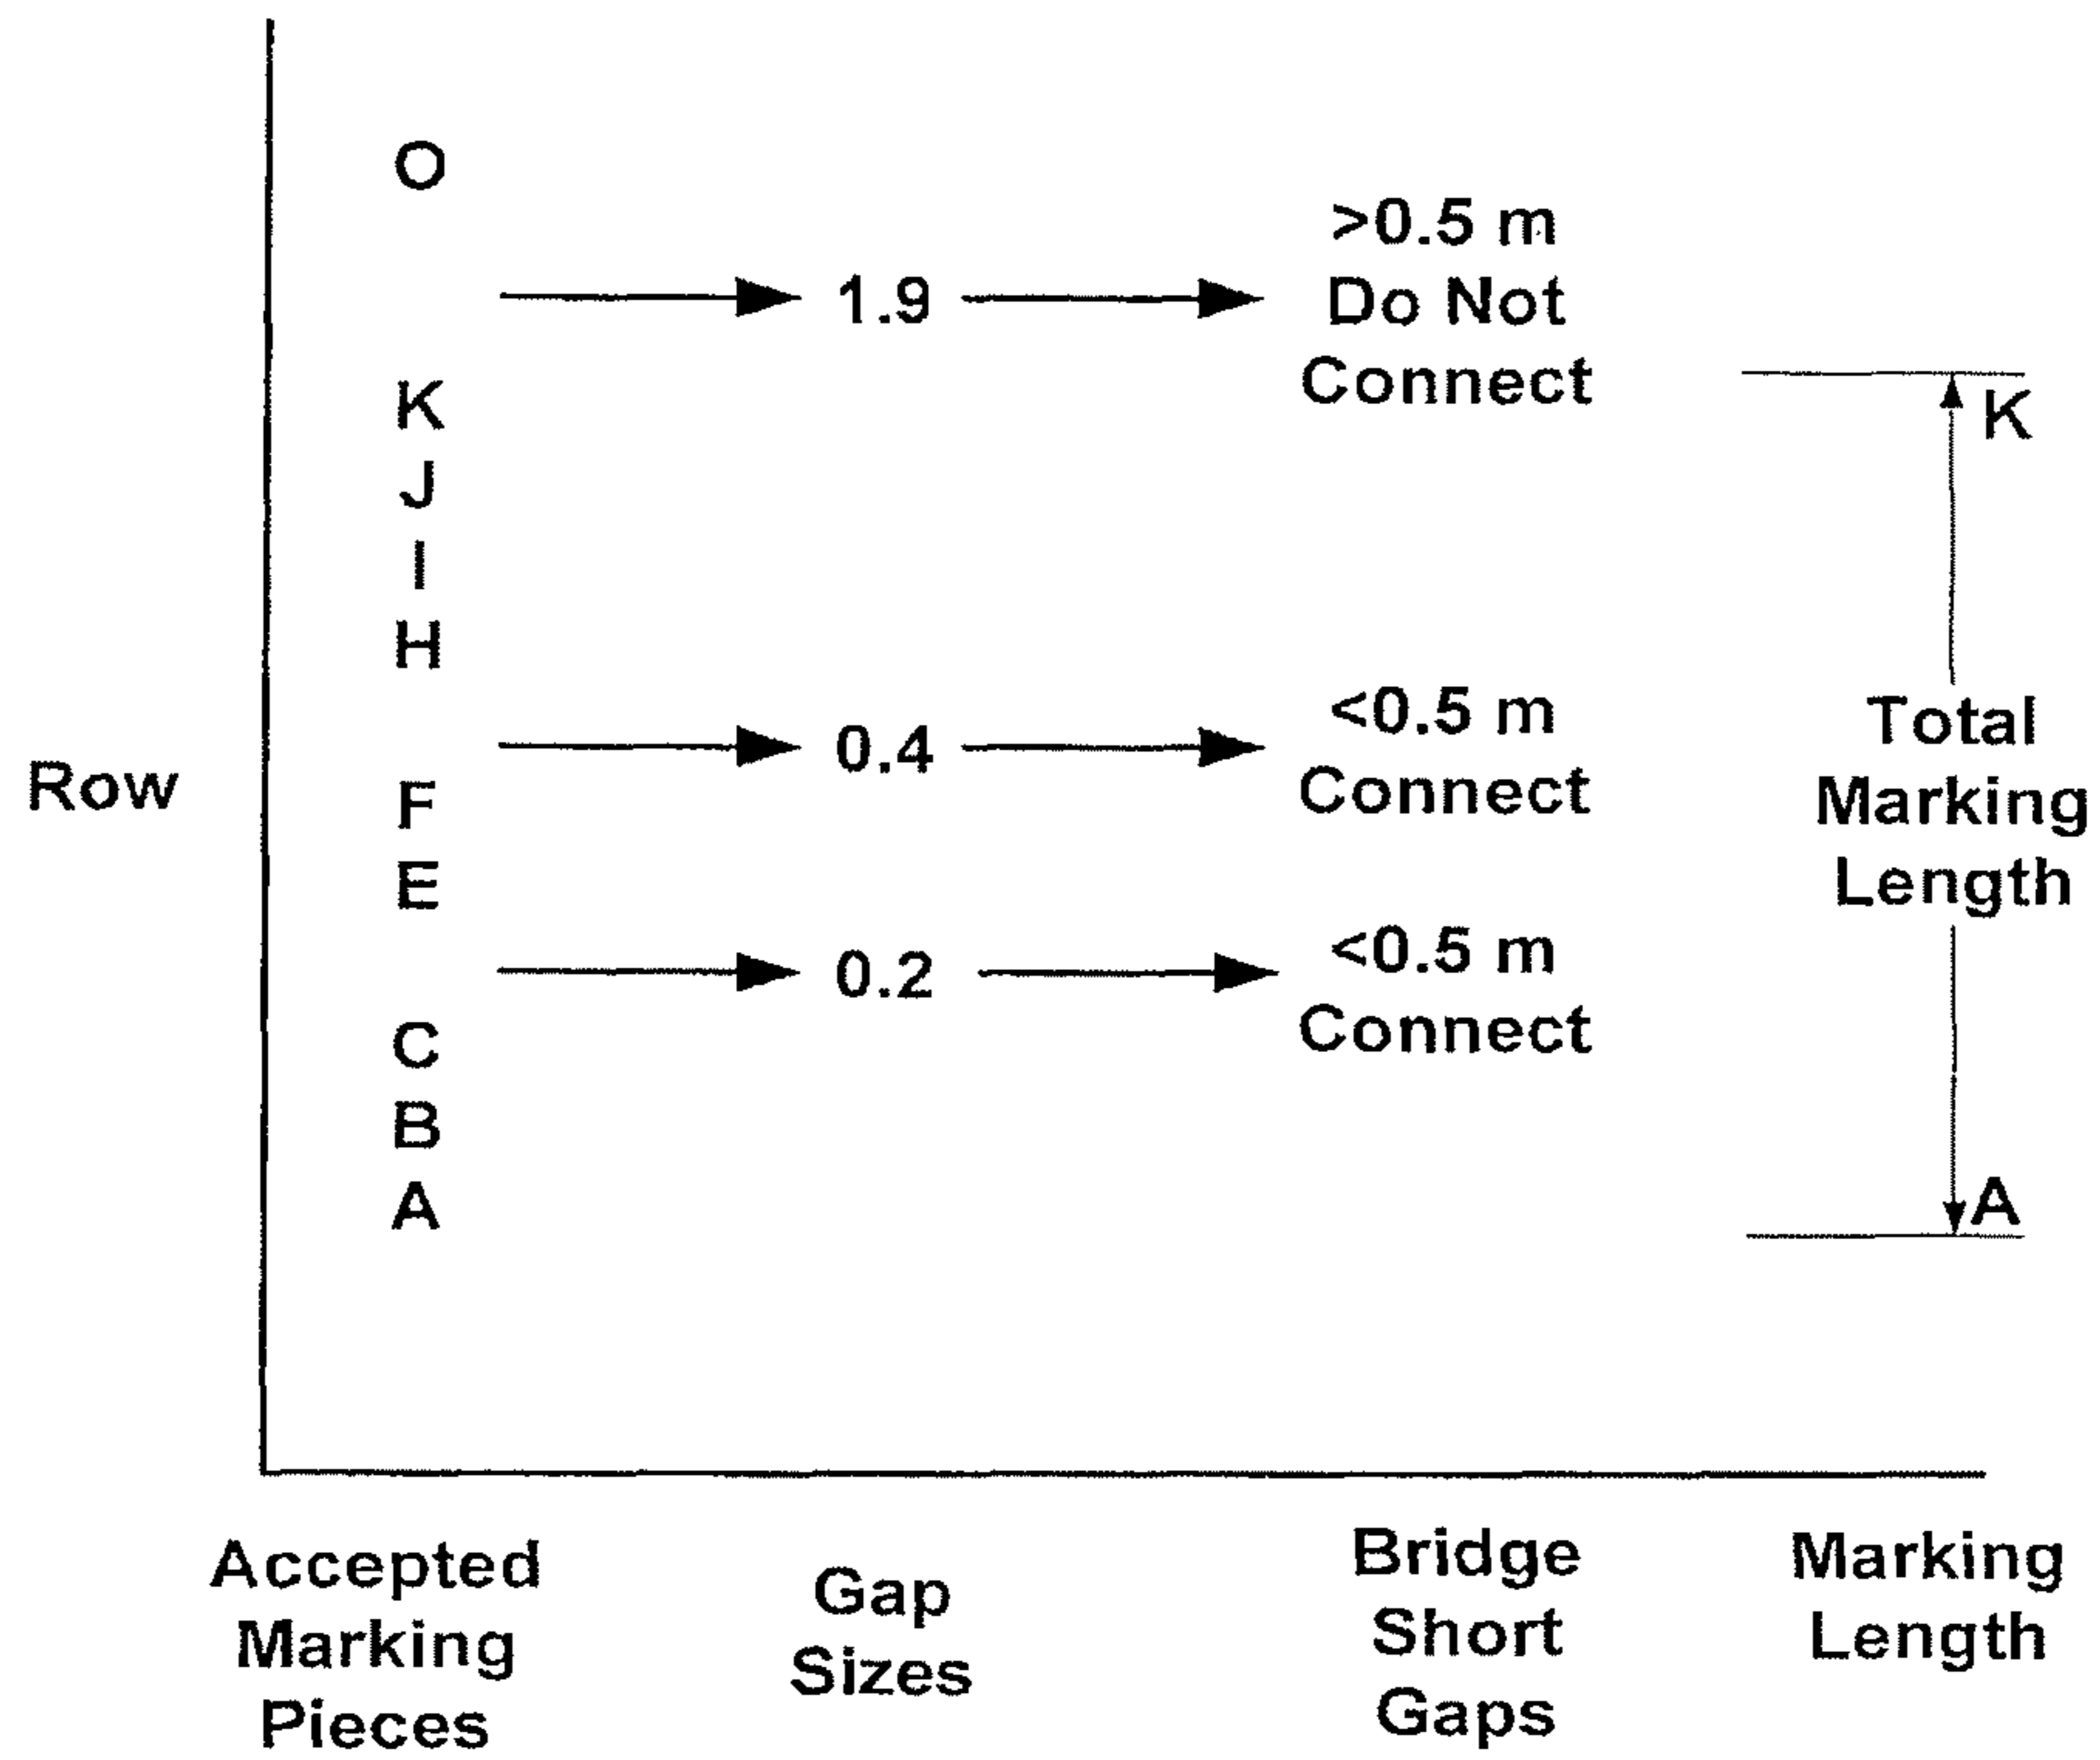 O
>0.5 m
1.9
Do Not
Connect
K
K
J
I
H
<0.5 m
Total
0.4
Connect
Marking
Row
F
E
Length
<0.5 m
0.2
Connect
C
B
A
A
Accepted
Marking
Pieces
Gap
Sizes
Bridge
Short
Gaps
Marking
Length